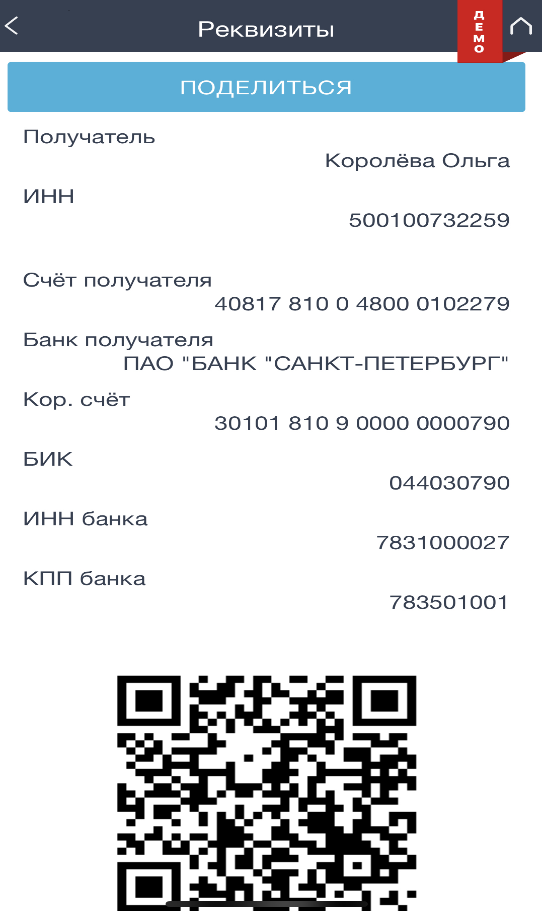 Реквизиты
ДЕМО
ПОДЕЛИТЬСЯ
Получатель
Королёва Ольга
ИНН
500100732259
Счёт получателя
40817 810 0 4800 0102279
Банк получателя
ПАО "БАНК "САНКТ-ПЕТЕРБУРГ"
Кор. счёт
30101 810 9 0000 0000790
БИК
044030790
ИНН банка
7831000027
КПП банка
783501001